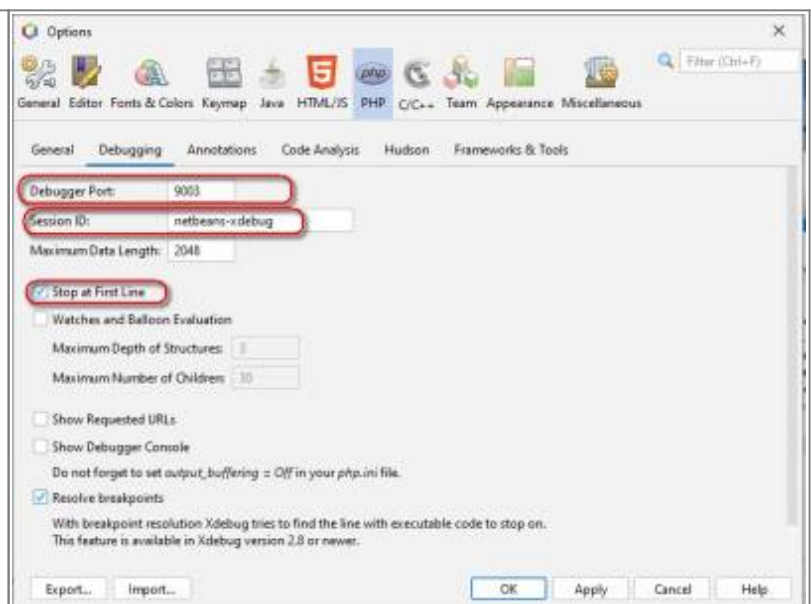 Options
Filter (Ctrl+F)
General Editor Fonts & Colors Keymap Java HTML/JS PHP C/C++ Team Appearance Miscellaneous
General Debugging Annotations Code Analysis Hudson Frameworks & Tools
Debugger Port: 9003
Session ID: netbeans-xdebug
Maximum Data Length: 2048
Stop at First Line
Watches and Balloon Evaluation
Maximum Depth of Structures: 3
Maximum Number of Children: 30
Show Requested URLs
Show Debugger Console
Do not forget to set output_buffering = Off in your php.ini file.
Resolve breakpoints
With breakpoint resolution Xdebug tries to find the line with executable code to stop on.
This feature is available in Xdebug version 2.8 or newer.
Export... Import... OK Apply Cancel Help